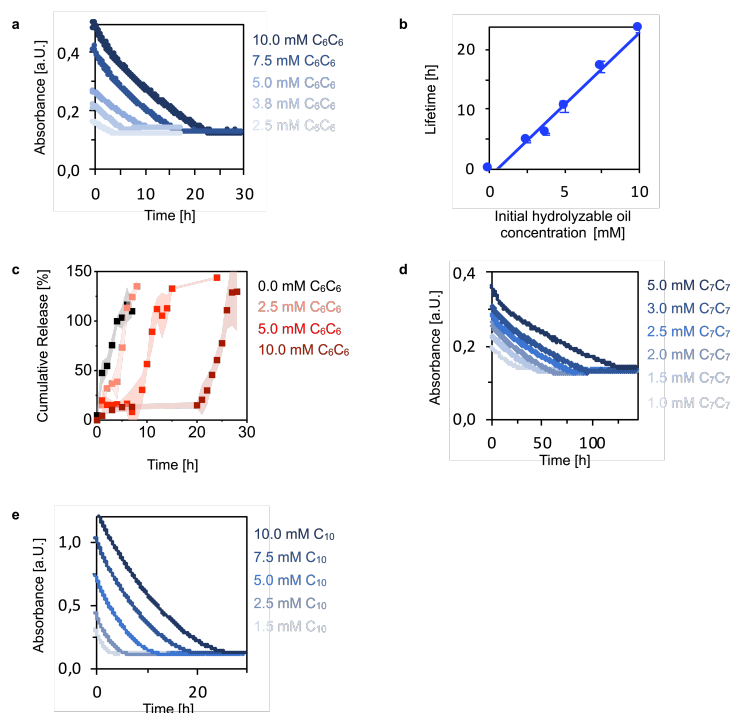 a
Absorbance [a.U.]
0,4
0,2
0,0
0
10
20
30
Time [h]
10.0 mM C₆C₆
7.5 mM C₆C₆
5.0 mM C₆C₆
3.8 mM C₆C₆
2.5 mM C₅C₆
b
Lifetime [h]
20
10
0
0
5
10
Initial hydrolyzable oil
concentration [mM]
c
Cumulative Release [%]
150
100
50
0
0
10
20
30
Time [h]
0.0 mM C₆C₆
2.5 mM C₆C₆
5.0 mM C₆C₆
10.0 mM C₆C₆
d
Absorbance [a.U.]
0,4
0,2
0,0
0
50
100
Time [h]
5.0 mM C₇C₇
3.0 mM C₇C₇
2.5 mM C₇C₇
2.0 mM C₇C₇
1.5 mM C₇C₇
1.0 mM C₇C₇
e
Absorbance [a.U.]
1,0
0,5
0,0
0
20
Time [h]
10.0 mM C₁₀
7.5 mM C₁₀
5.0 mM C₁₀
2.5 mM C₁₀
1.5 mM C₁₀